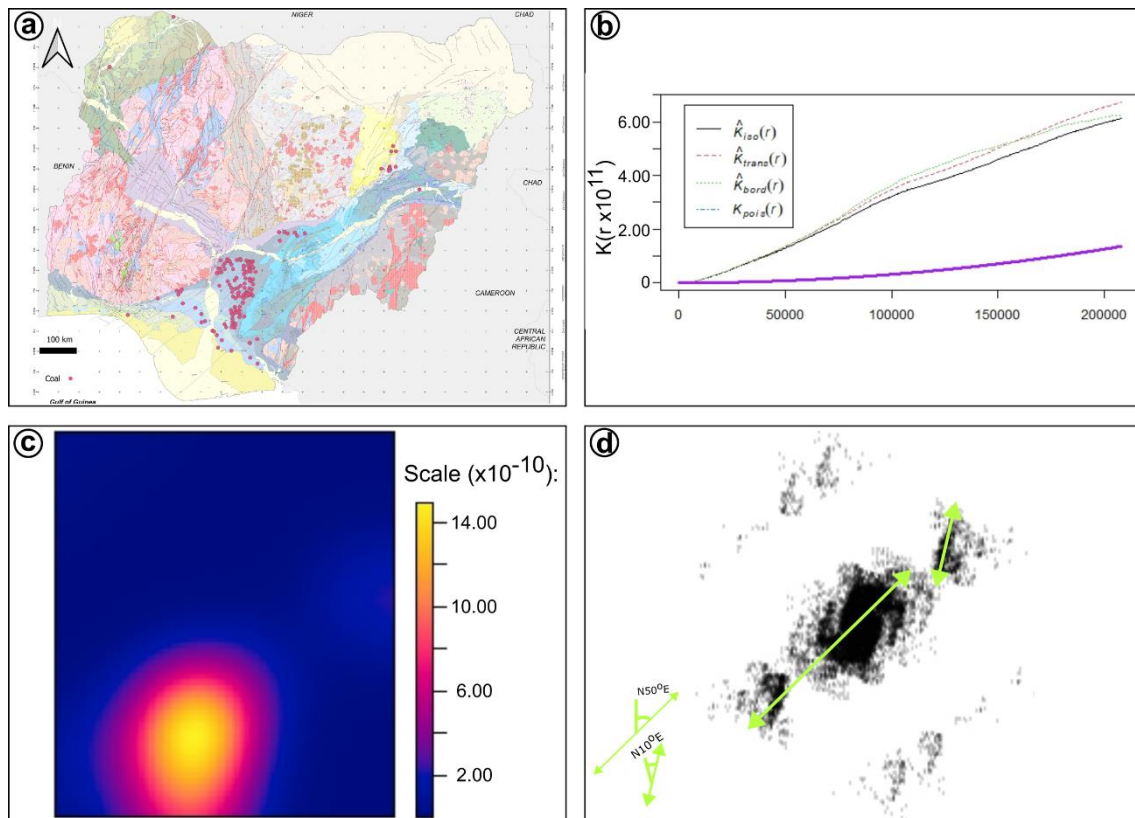 a
NIGER
CHAD
BENIN
CHAD
CAMEROON
CENTRAL
AFRICAN
REPUBLIC
100 km
Coal
Gulf of Guinea
b
K(r x10¹¹)
6.00
4.00
2.00
0
K̂iso(r)
K̂trans(r)
K̂bord(r)
Kpois(r)
0
50000
100000
150000
200000
c
Scale (x10⁻¹⁰):
14.00
10.00
6.00
2.00
d
N50°E
N10°E